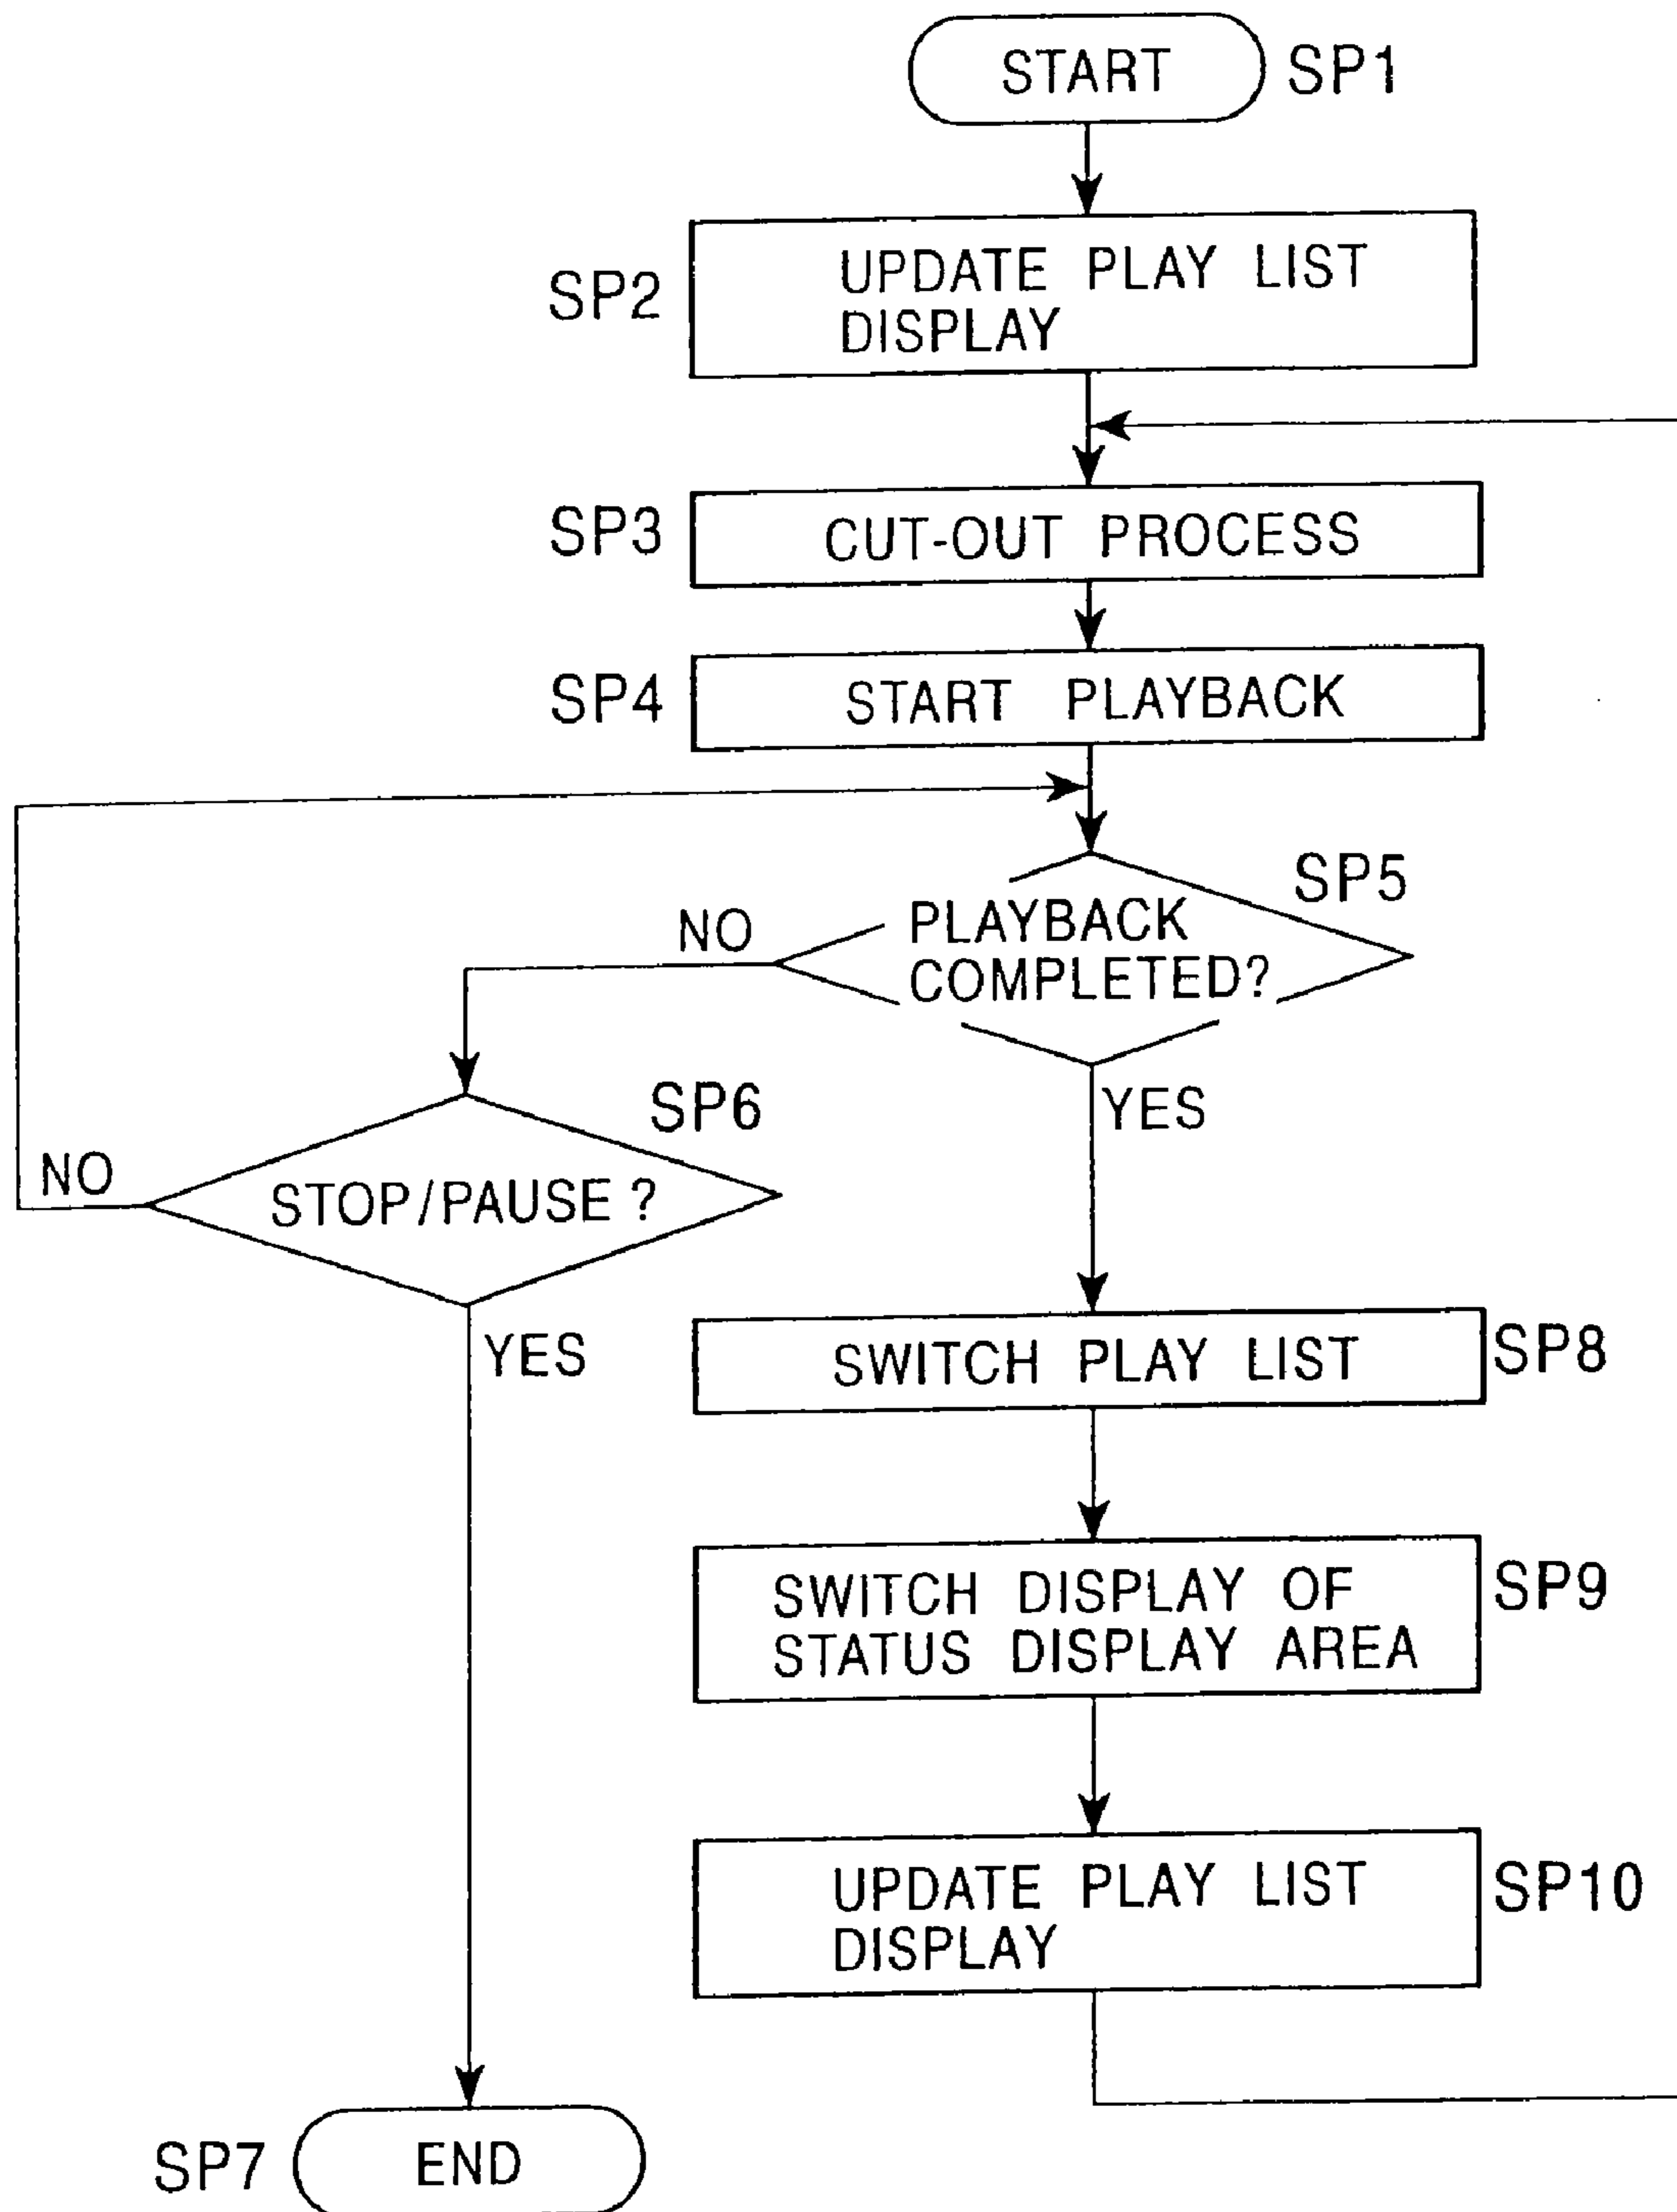 START
SP1
SP2
UPDATE PLAY LIST
DISPLAY
SP3
CUT-OUT PROCESS
SP4
START PLAYBACK
SP5
PLAYBACK
COMPLETED?
NO
YES
SP6
STOP/PAUSE ?
NO
YES
SWITCH PLAY LIST
SP8
SWITCH DISPLAY OF
STATUS DISPLAY AREA
SP9
UPDATE PLAY LIST
DISPLAY
SP10
SP7
END